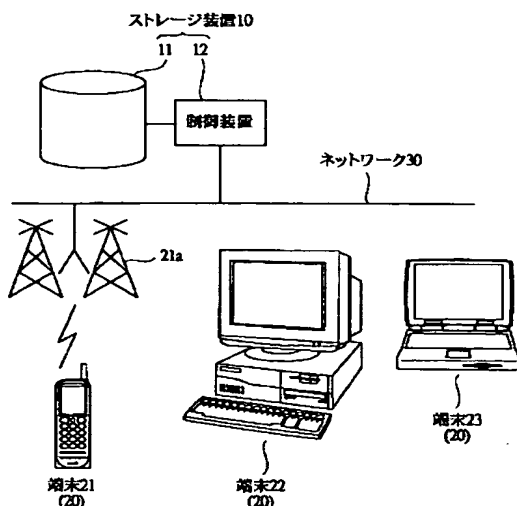 ストレージ装置10
11 12
制御装置
ネットワーク30
21a
端末21
(20)
端末22
(20)
端末23
(20)